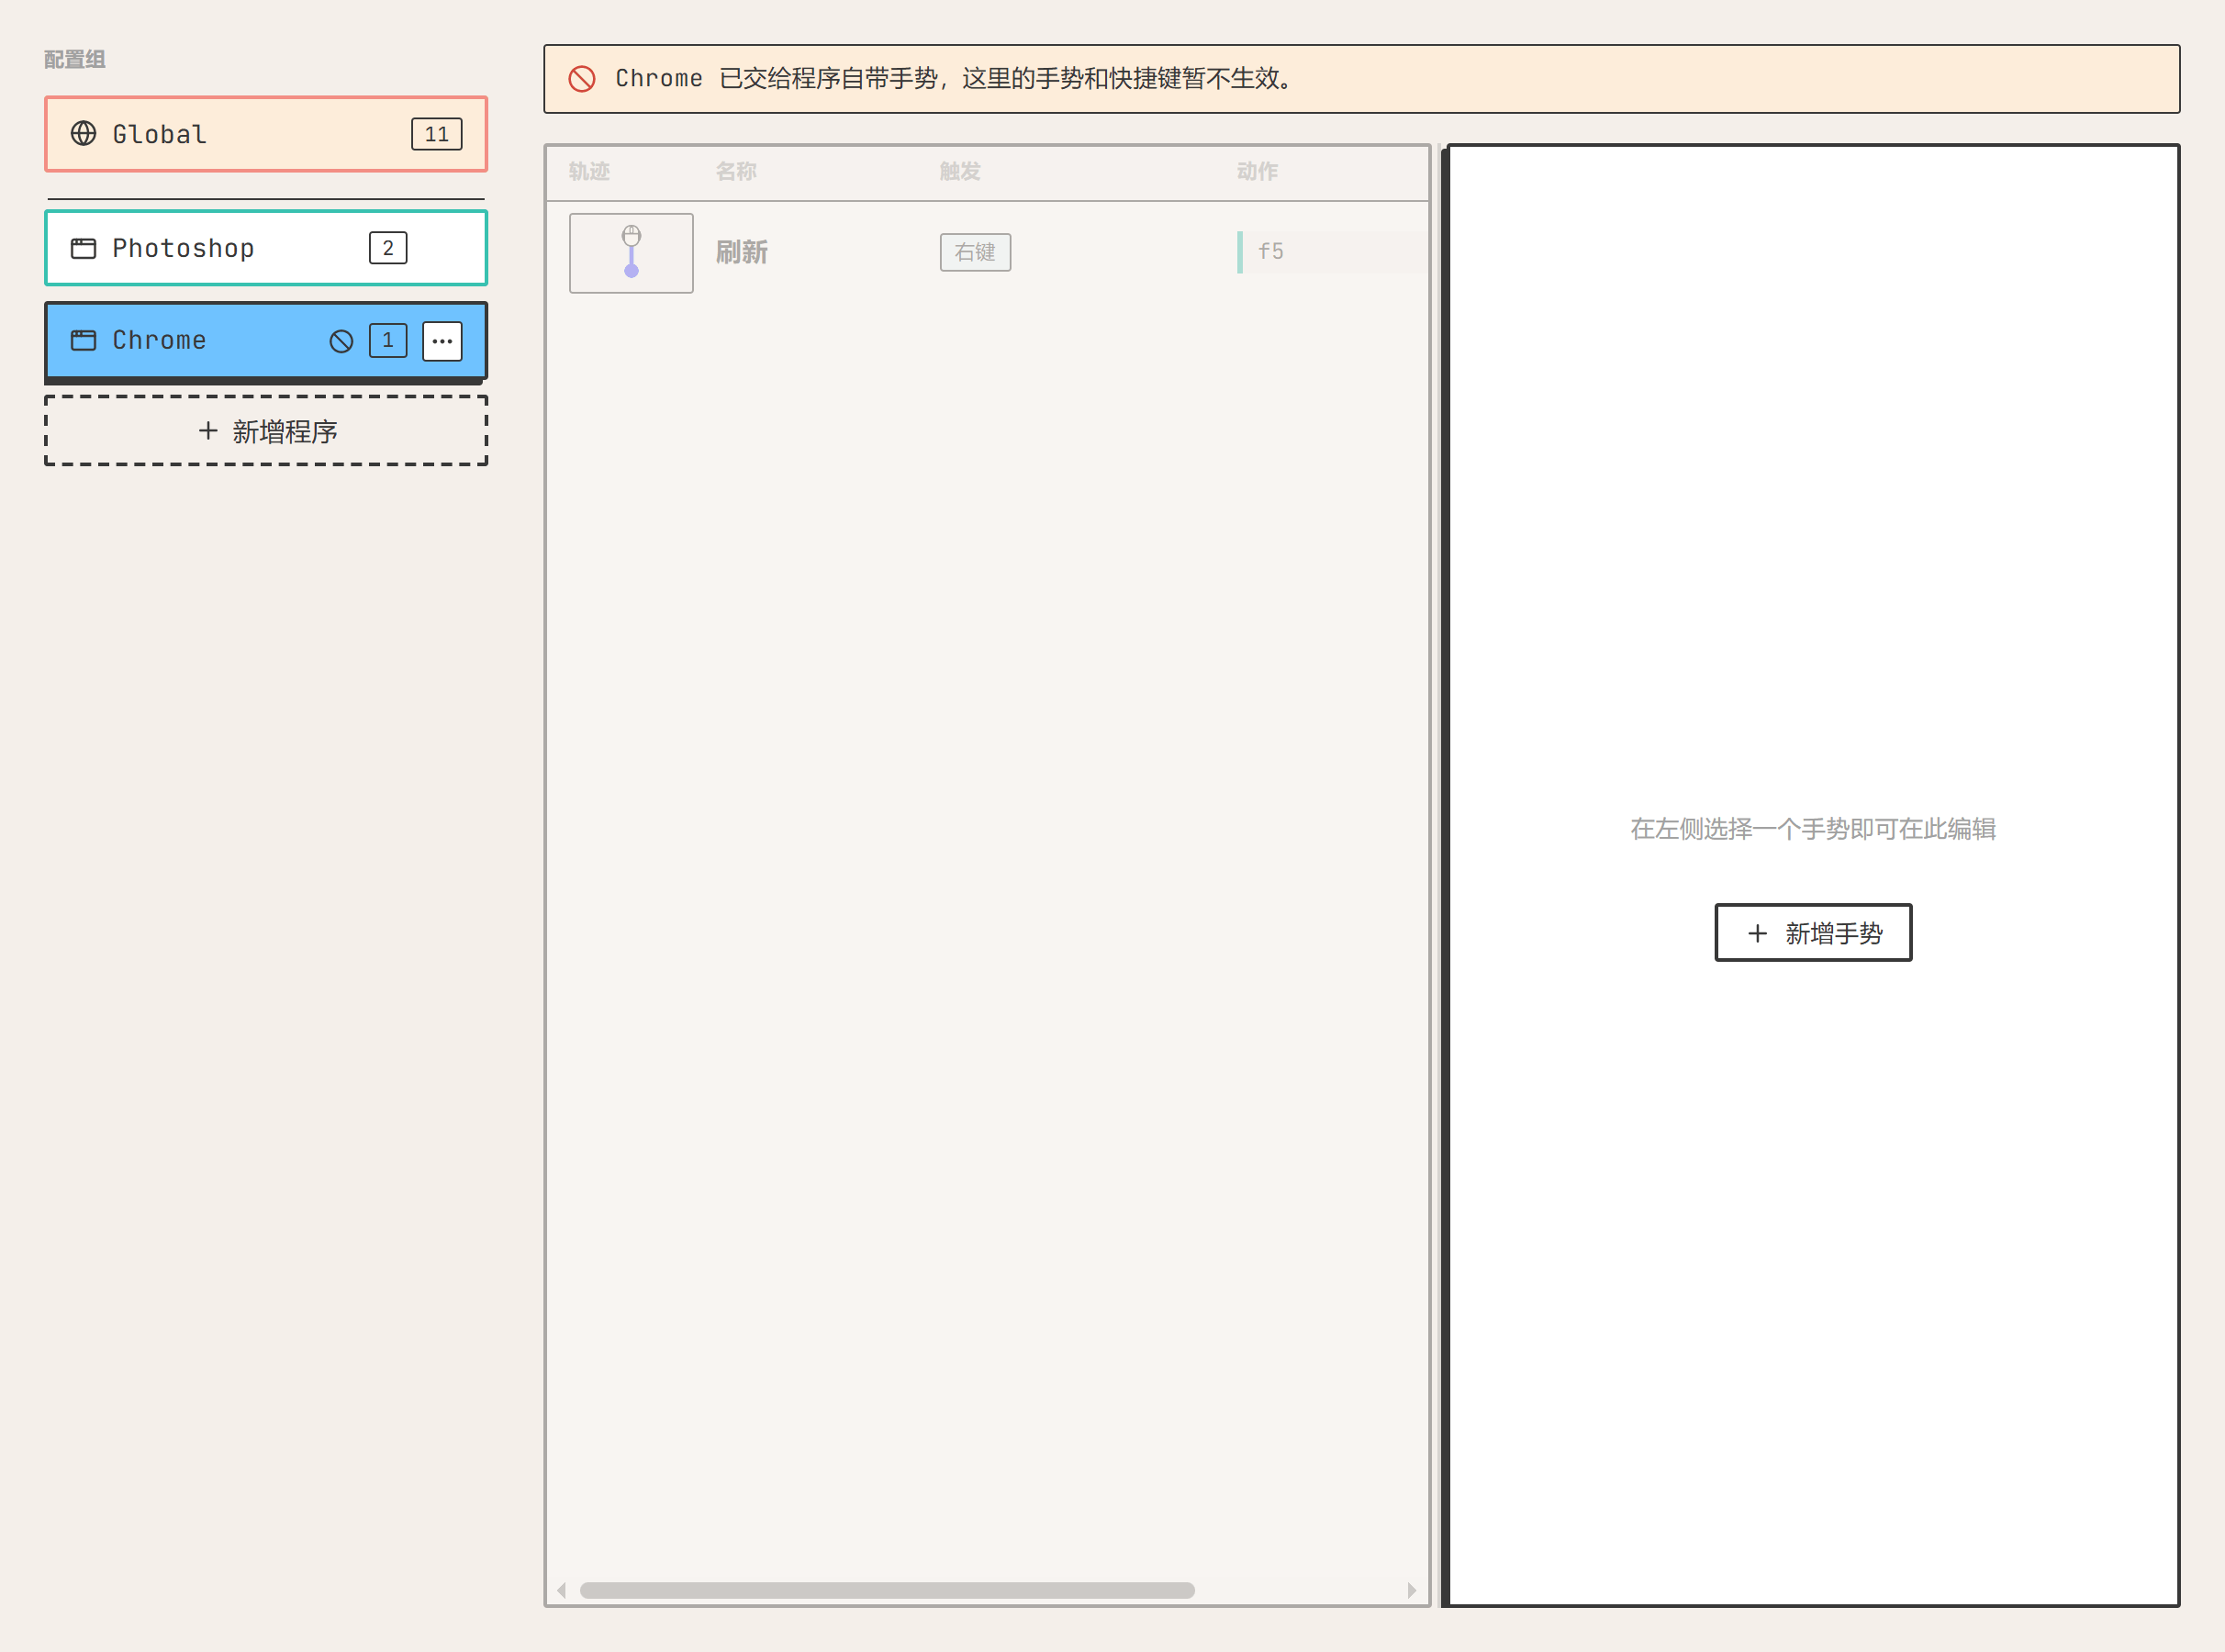 配置组
Global 11
Photoshop 2
Chrome 1
新增程序
Chrome 已交给程序自带手势，这里的手势和快捷键暂不生效。
轨迹 名称 触发 动作
刷新 右键 f5
在左侧选择一个手势即可在此编辑
新增手势